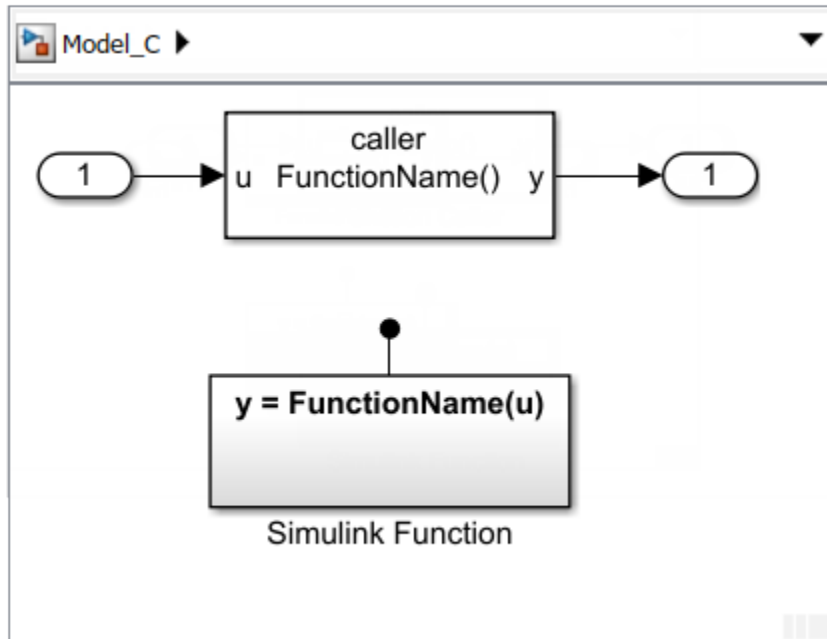 Model_C
caller
1 u FunctionName() y 1
y = FunctionName(u)
Simulink Function